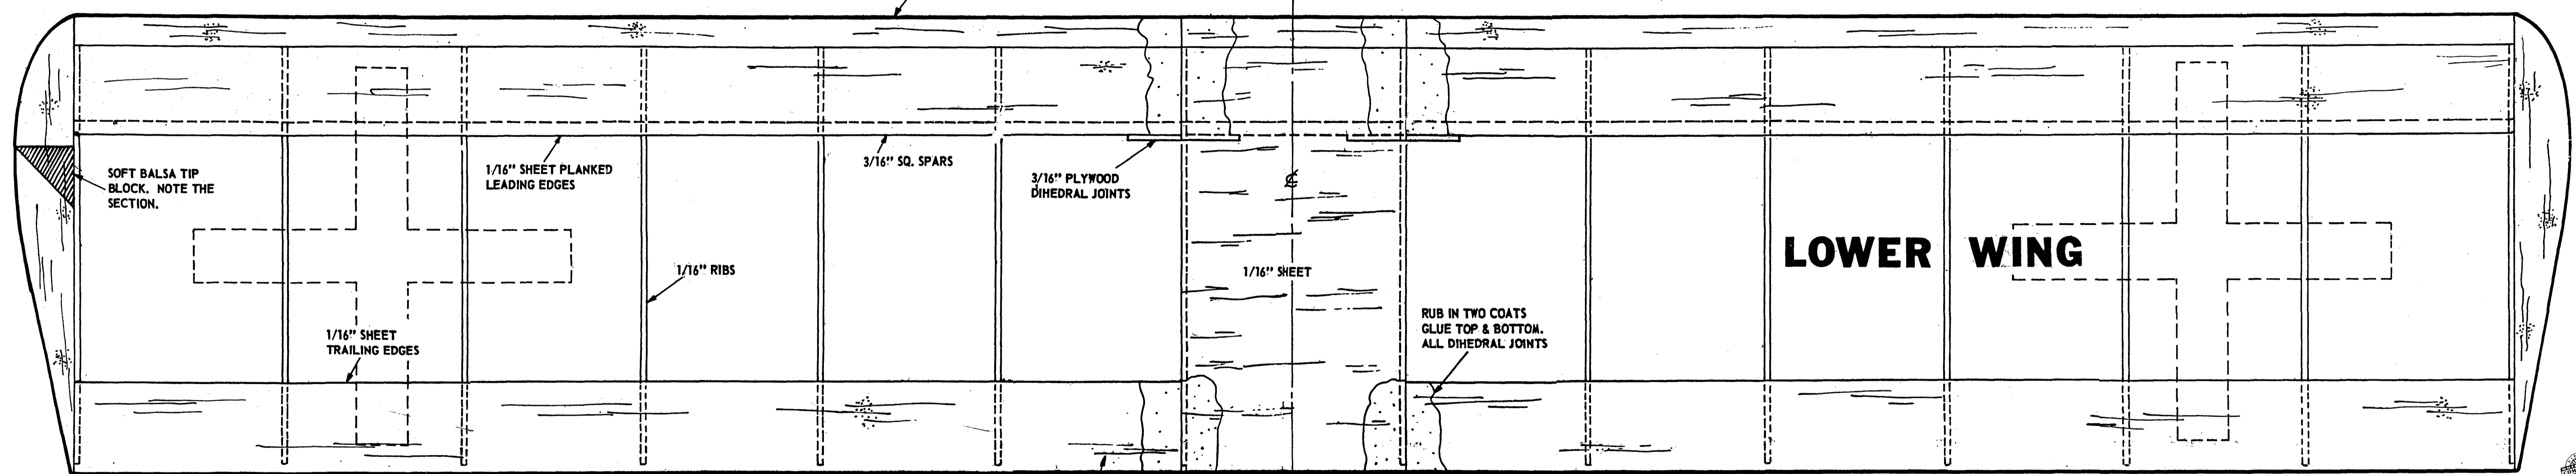 SOFT BALSA TIP
BLOCK. NOTE THE
SECTION.
1/16" SHEET PLANKED
LEADING EDGES
3/16" SQ. SPARS
3/16" PLYWOOD
DIHEDRAL JOINTS
℄
1/16" RIBS
1/16" SHEET
LOWER WING
1/16" SHEET
TRAILING EDGES
RUB IN TWO COATS
GLUE TOP & BOTTOM.
ALL DIHEDRAL JOINTS